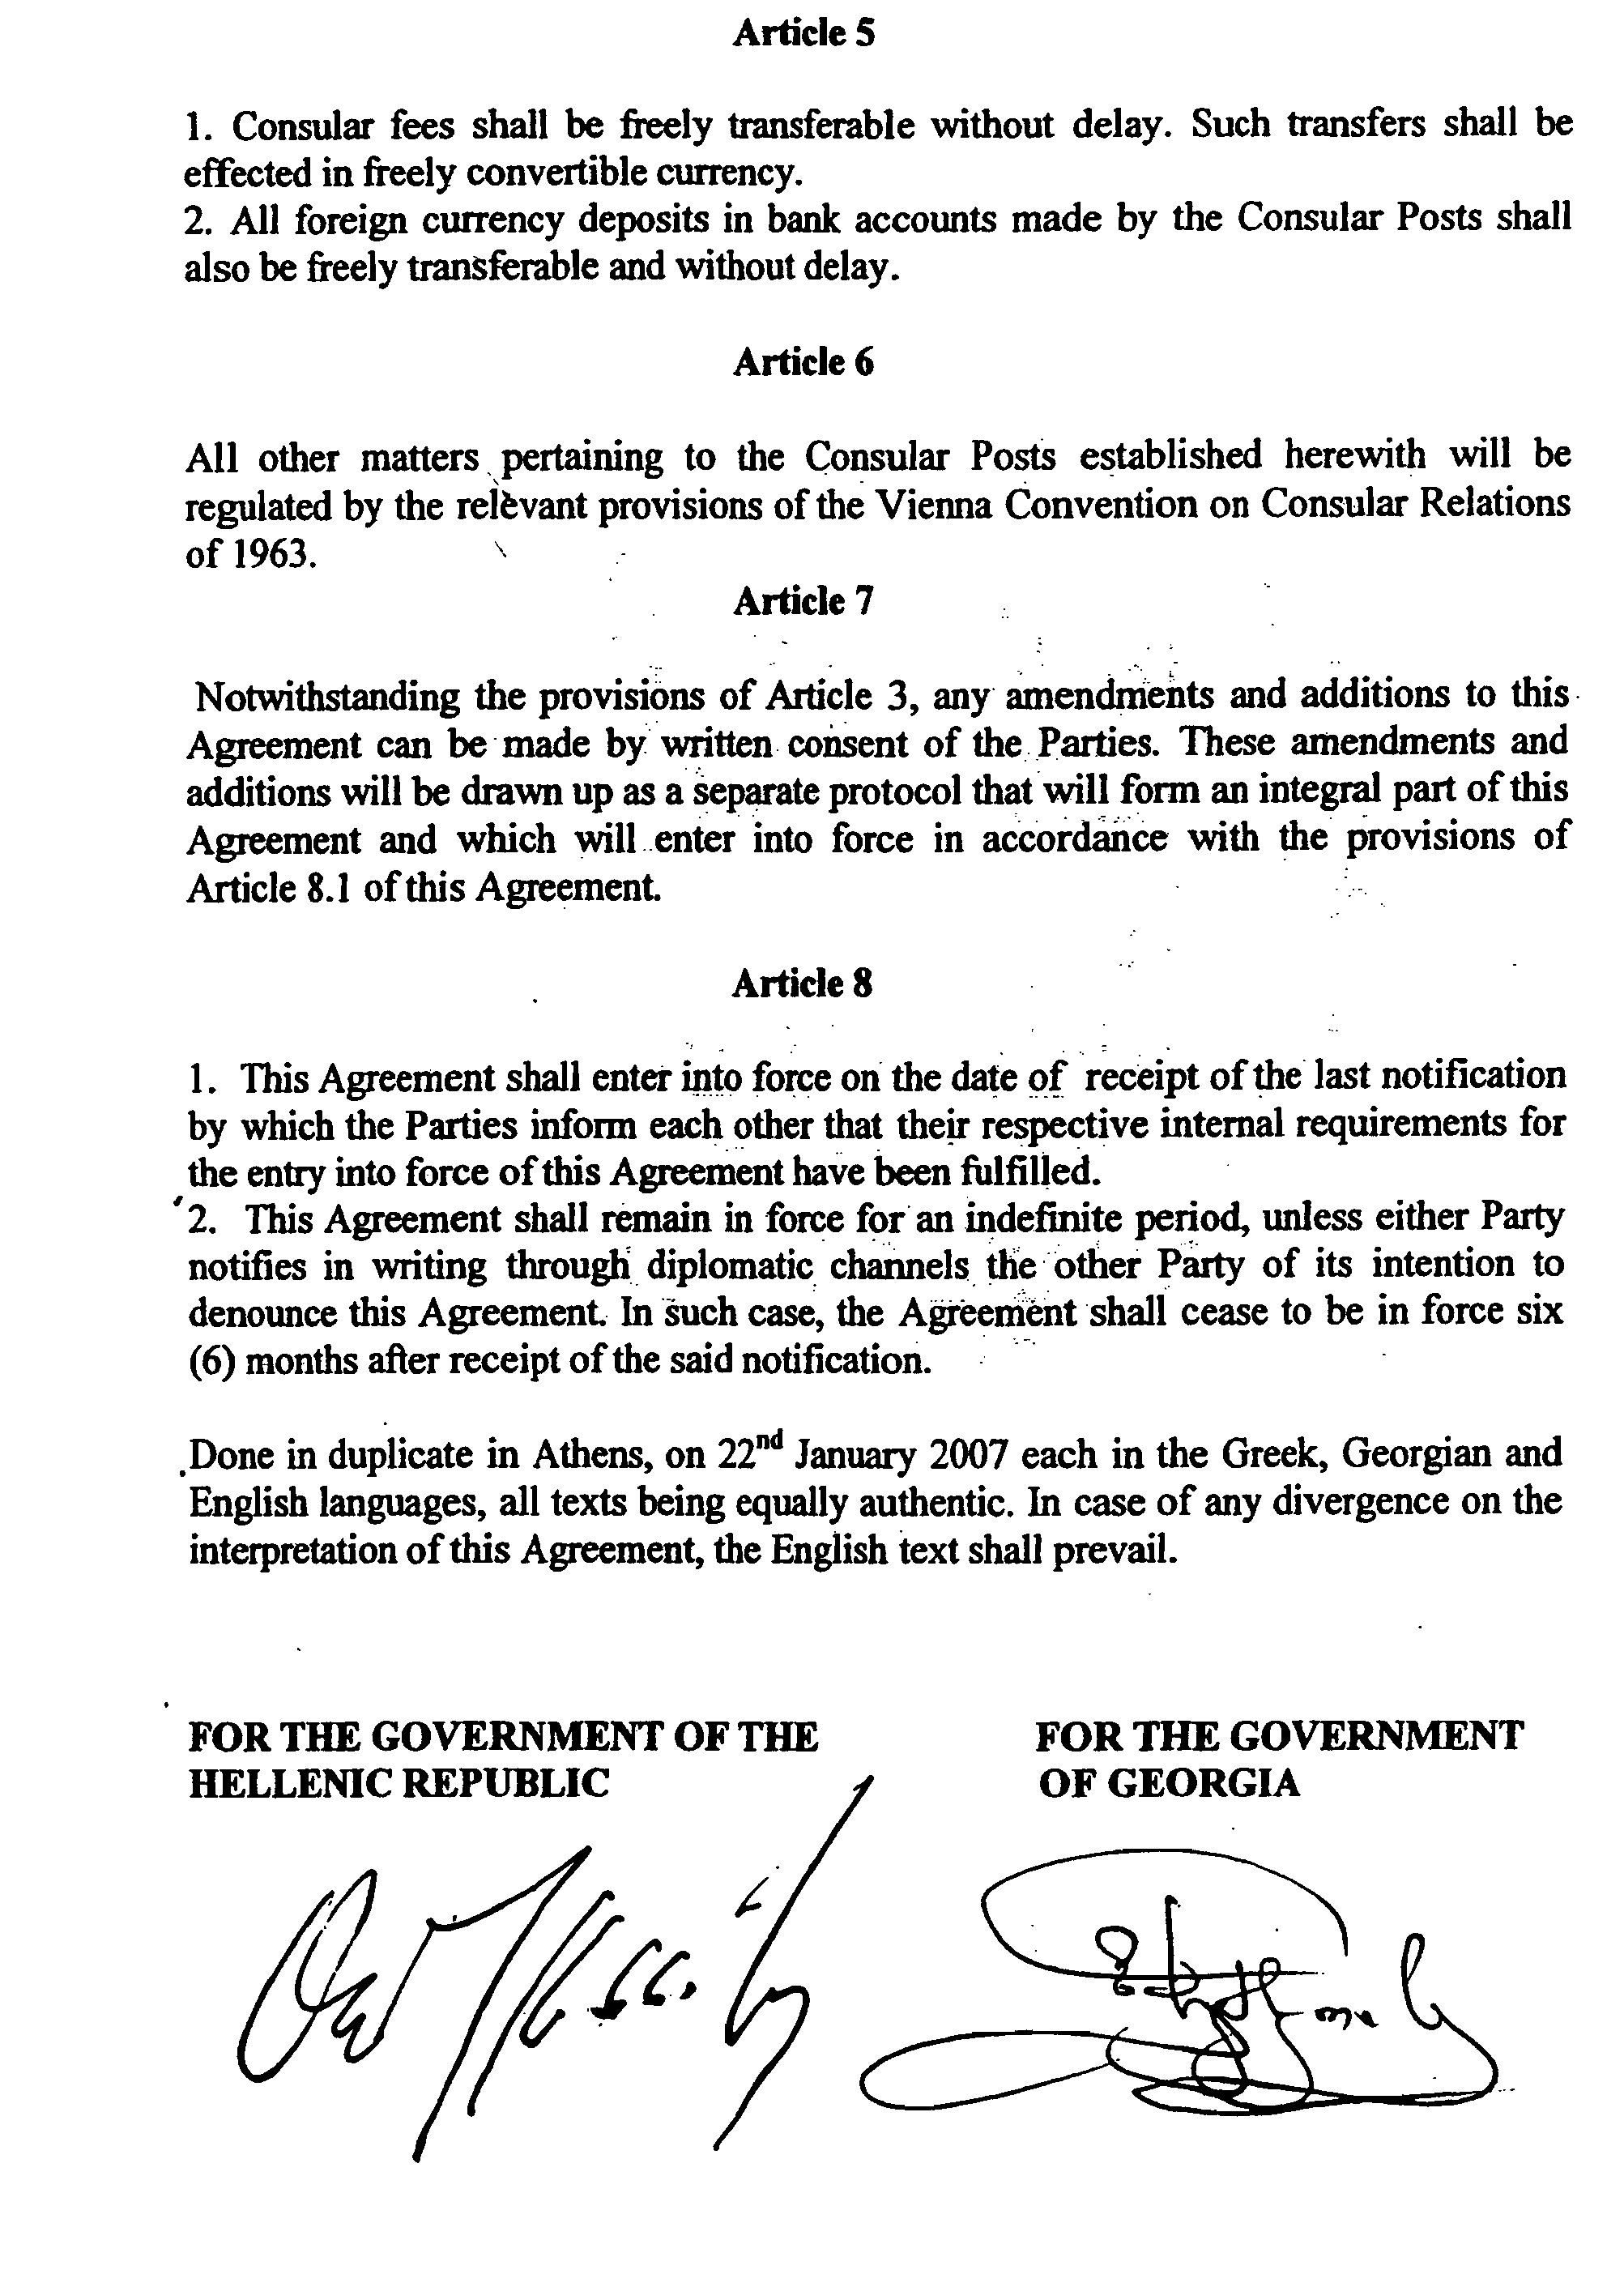 Article 5
1. Consular fees shall be freely transferable without delay. Such transfers shall be
effected in freely convertible currency.
2. All foreign currency deposits in bank accounts made by the Consular Posts shall
also be freely transferable and without delay.
Article 6
All other matters pertaining to the Consular Posts established herewith will be
regulated by the relevant provisions of the Vienna Convention on Consular Relations
of 1963.
Article 7
Notwithstanding the provisions of Article 3, any amendments and additions to this
Agreement can be made by written consent of the Parties. These amendments and
additions will be drawn up as a separate protocol that will form an integral part of this
Agreement and which will enter into force in accordance with the provisions of
Article 8.1 of this Agreement.
Article 8
1. This Agreement shall enter into force on the date of receipt of the last notification
by which the Parties inform each other that their respective internal requirements for
the entry into force of this Agreement have been fulfilled.
2. This Agreement shall remain in force for an indefinite period, unless either Party
notifies in writing through diplomatic channels the other Party of its intention to
denounce this Agreement. In such case, the Agreement shall cease to be in force six
(6) months after receipt of the said notification.
Done in duplicate in Athens, on 22nd January 2007 each in the Greek, Georgian and
English languages, all texts being equally authentic. In case of any divergence on the
interpretation of this Agreement, the English text shall prevail.
FOR THE GOVERNMENT OF THE
HELLENIC REPUBLIC
FOR THE GOVERNMENT
OF GEORGIA